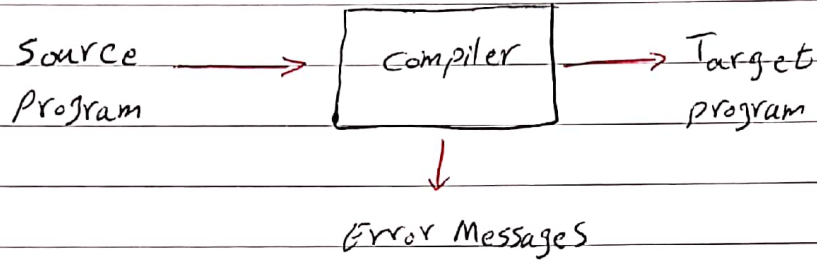 Source
Program
Compiler
Target
program
Error Messages